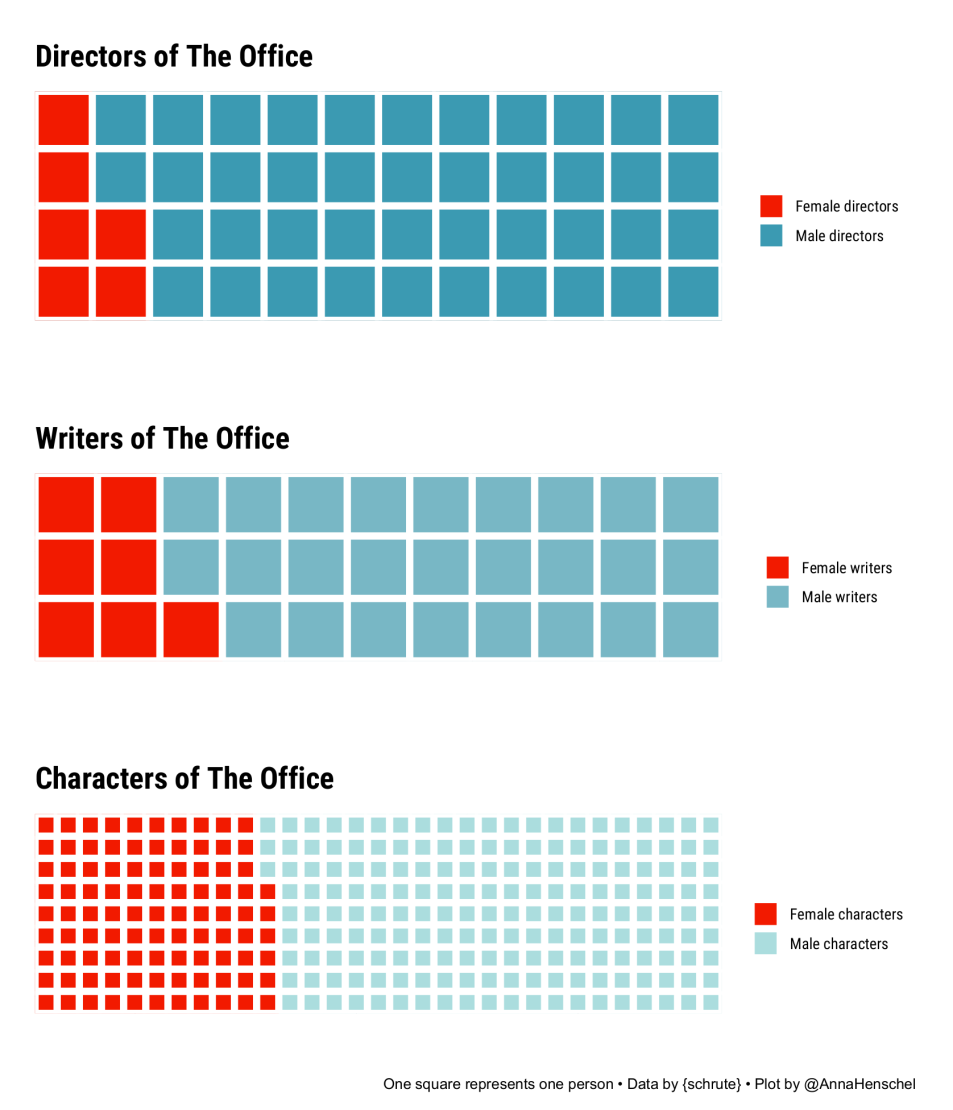 Directors of The Office
Female directors
Male directors
Writers of The Office
Female writers
Male writers
Characters of The Office
Female characters
Male characters
One square represents one person • Data by {schrute} • Plot by @AnnaHenschel